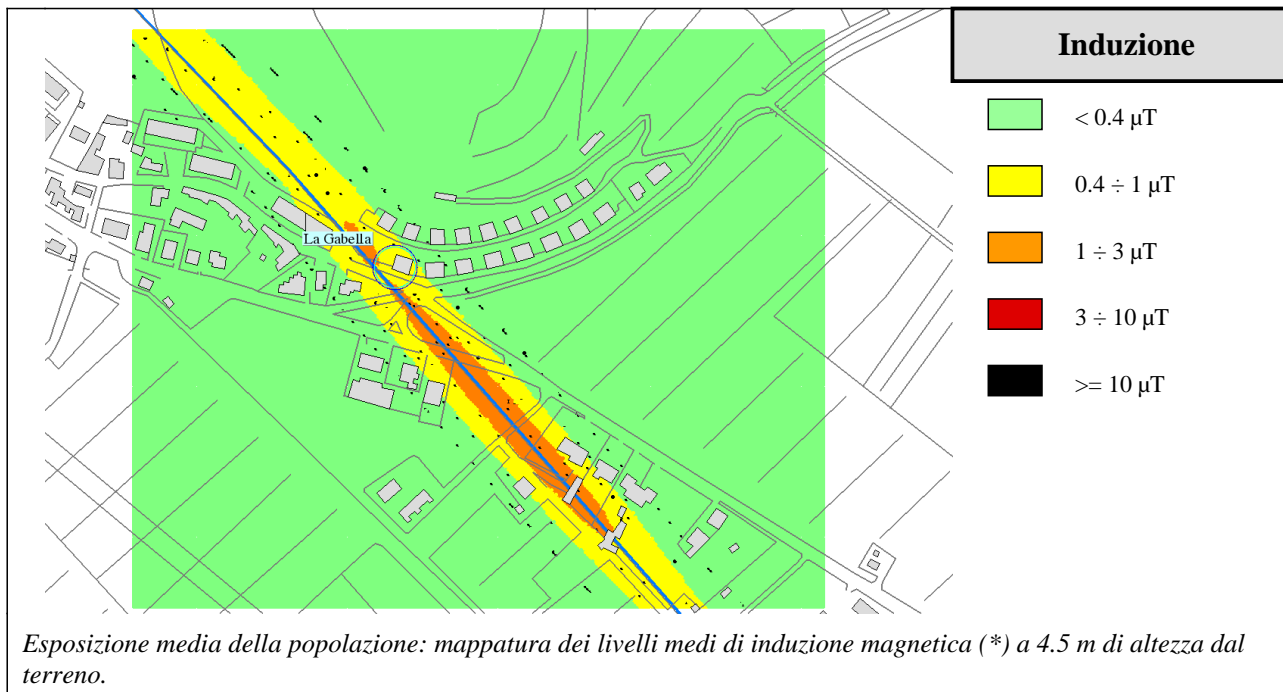 Induzione
< 0.4 µT
0.4 ÷ 1 µT
1 ÷ 3 µT
3 ÷ 10 µT
>= 10 µT
La Gabella
Esposizione media della popolazione: mappatura dei livelli medi di induzione magnetica (*) a 4.5 m di altezza dal
terreno.